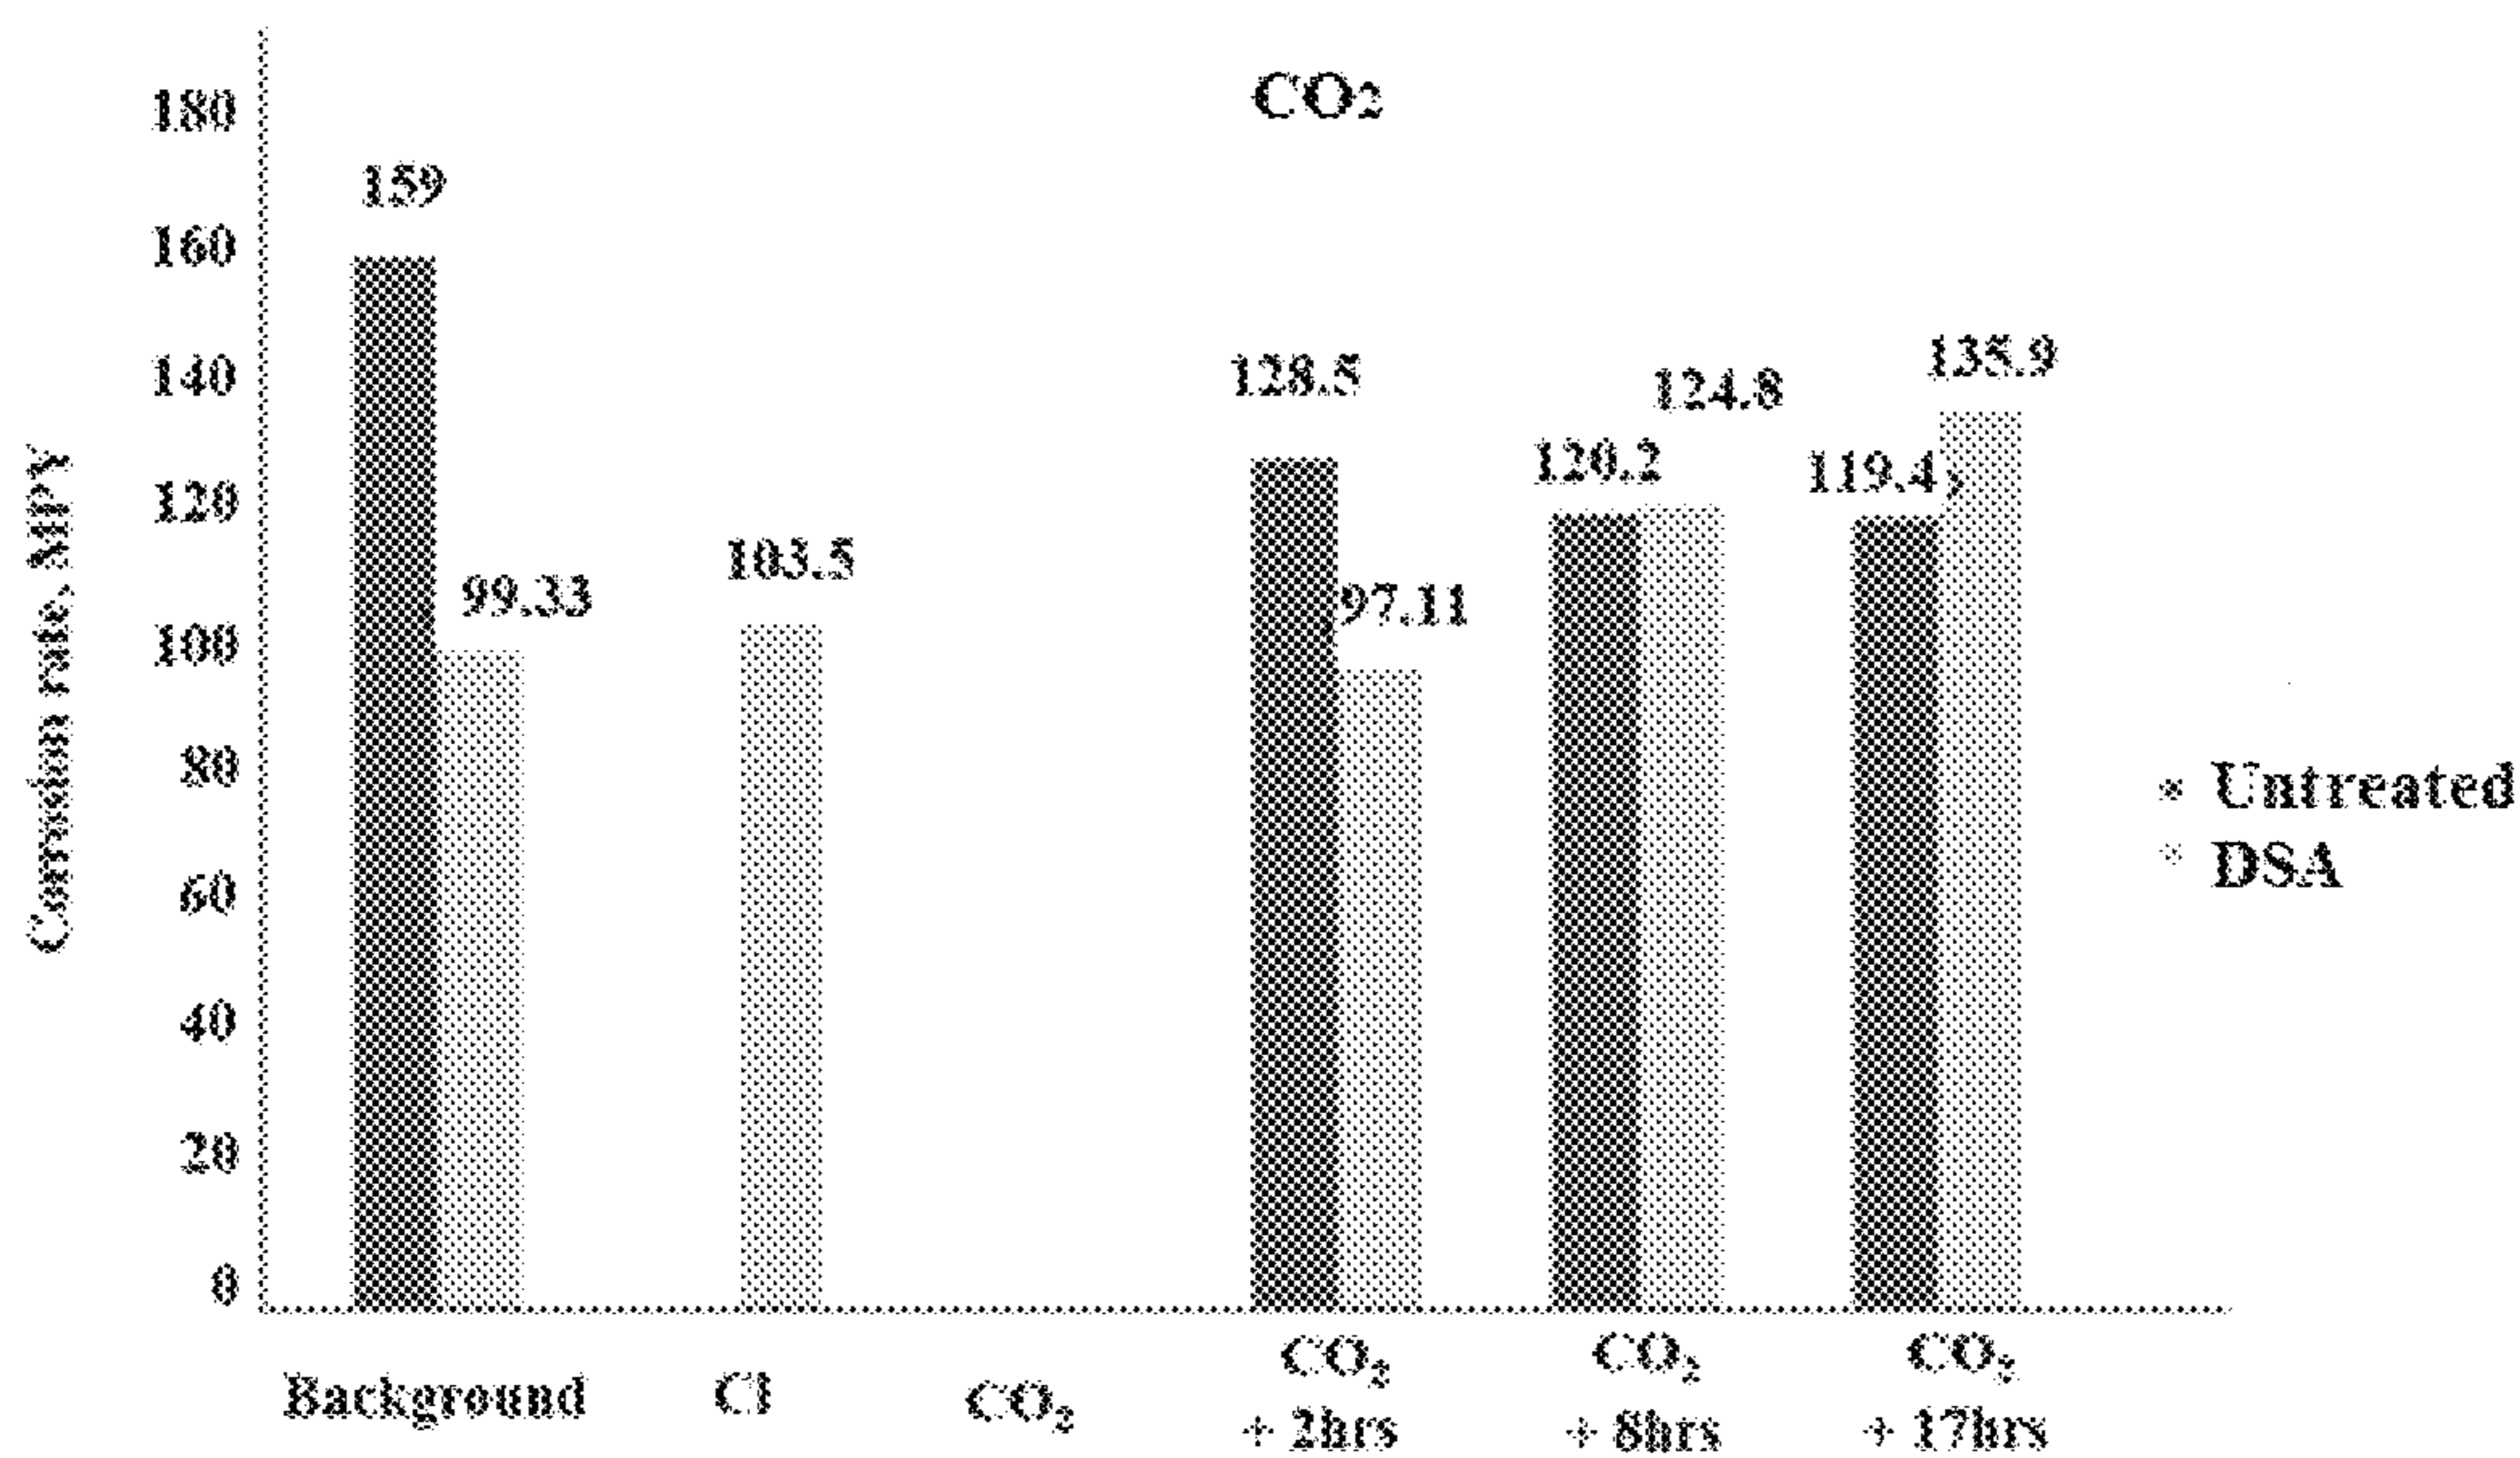 CO₂
180
160
140
120
100
80
60
40
20
0
Corrosion rate, MPY
159
99.33
103.5
128.5
97.11
120.2
124.8
119.4
135.9
Untreated
DSA
Background
Cl
CO₂
CO₂
+ 2hrs
CO₂
+ 8hrs
CO₂
+ 17hrs